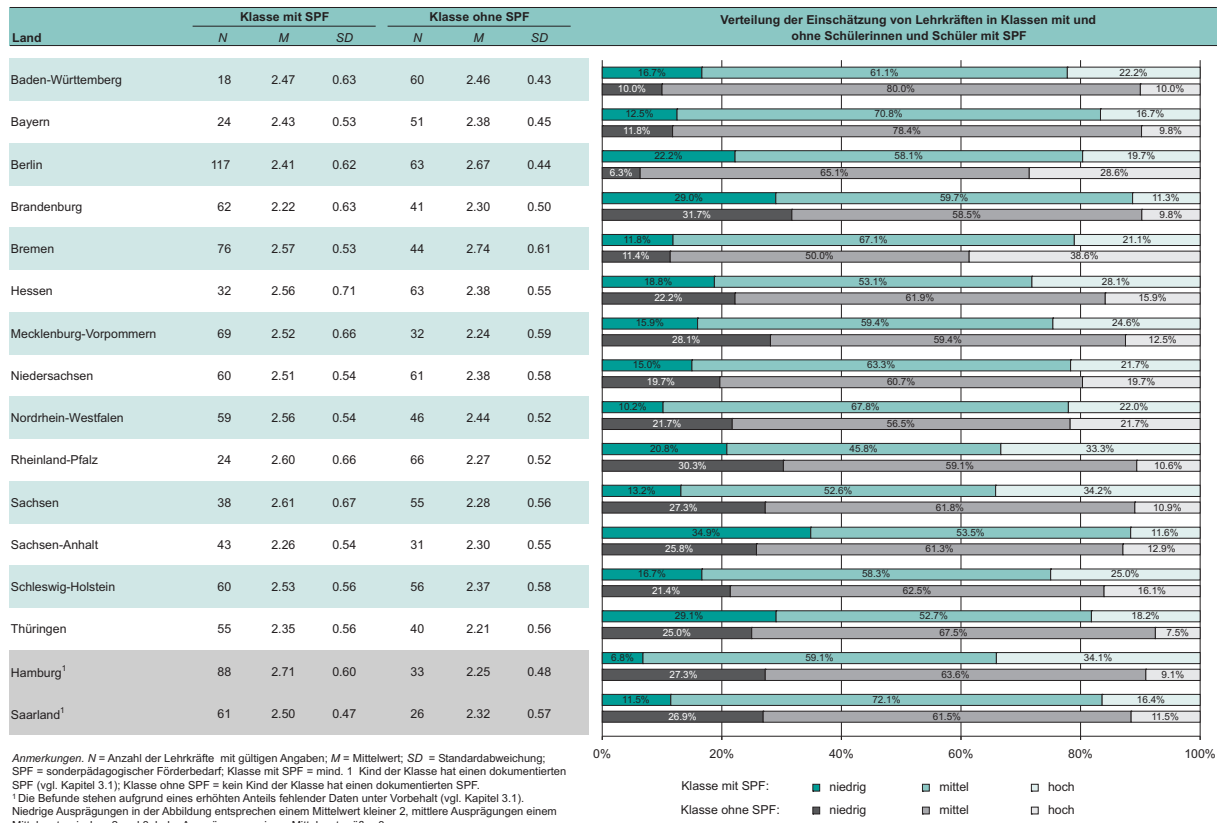 Klasse mit SPF Klasse ohne SPF Verteilung der Einschätzung von Lehrkräften in Klassen mit und
ohne Schülerinnen und Schüler mit SPF
Land N M SD N M SD
Baden-Württemberg 18 2.47 0.63 60 2.46 0.43 16.7% 61.1% 22.2%
10.0% 80.0% 10.0%
Bayern 24 2.43 0.53 51 2.38 0.45 12.5% 70.8% 16.7%
11.8% 78.4% 9.8%
Berlin 117 2.41 0.62 63 2.67 0.44 22.2% 58.1% 19.7%
6.3% 65.1% 28.6%
Brandenburg 62 2.22 0.63 41 2.30 0.50 29.0% 59.7% 11.3%
31.7% 58.5% 9.8%
Bremen 76 2.57 0.53 44 2.74 0.61 11.8% 67.1% 21.1%
11.4% 50.0% 38.6%
Hessen 32 2.56 0.71 63 2.38 0.55 18.8% 53.1% 28.1%
22.2% 61.9% 15.9%
Mecklenburg-Vorpommern 69 2.52 0.66 32 2.24 0.59 15.9% 59.4% 24.6%
28.1% 59.4% 12.5%
Niedersachsen 60 2.51 0.54 61 2.38 0.58 15.0% 63.3% 21.7%
19.7% 60.7% 19.7%
Nordrhein-Westfalen 59 2.56 0.54 46 2.44 0.52 10.2% 67.8% 22.0%
21.7% 56.5% 21.7%
Rheinland-Pfalz 24 2.60 0.66 66 2.27 0.52 20.8% 45.8% 33.3%
30.3% 59.1% 10.6%
Sachsen 38 2.61 0.67 55 2.28 0.56 13.2% 52.6% 34.2%
27.3% 61.8% 10.9%
Sachsen-Anhalt 43 2.26 0.54 31 2.30 0.55 34.9% 53.5% 11.6%
25.8% 61.3% 12.9%
Schleswig-Holstein 60 2.53 0.56 56 2.37 0.58 16.7% 58.3% 25.0%
21.4% 62.5% 16.1%
Thüringen 55 2.35 0.56 40 2.21 0.56 29.1% 52.7% 18.2%
25.0% 67.5% 7.5%
Hamburg¹ 88 2.71 0.60 33 2.25 0.48 6.8% 59.1% 34.1%
27.3% 63.6% 9.1%
Saarland¹ 61 2.50 0.47 26 2.32 0.57 11.5% 72.1% 16.4%
26.9% 61.5% 11.5%
0% 20% 40% 60% 80% 100%
Anmerkungen. N = Anzahl der Lehrkräfte mit gültigen Angaben; M = Mittelwert; SD = Standardabweichung;
SPF = sonderpädagogischer Förderbedarf; Klasse mit SPF = mind. 1 Kind der Klasse hat einen dokumentierten
SPF (vgl. Kapitel 3.1); Klasse ohne SPF = kein Kind der Klasse hat einen dokumentierten SPF.
¹ Die Befunde stehen aufgrund eines erhöhten Anteils fehlender Daten unter Vorbehalt (vgl. Kapitel 3.1).
Niedrige Ausprägungen in der Abbildung entsprechen einem Mittelwert kleiner 2, mittlere Ausprägungen einem
Klasse mit SPF: niedrig mittel hoch
Klasse ohne SPF: niedrig mittel hoch